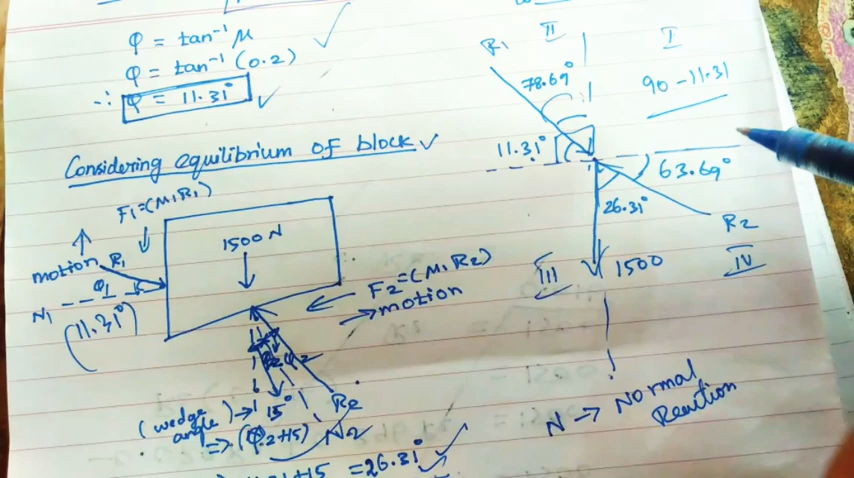 φ = tan⁻¹ μ
φ = tan⁻¹ (0.2)
∴ φ = 11.31°
Considering equilibrium of block
F1=(μ1R1)
motion
R1
φ1
N1
(11.31°)
1500 N
F2=(μ1R2)
motion
15°
R2
N2
(wedge angle)
=> (φ2+15)
+15 = 26.31°
R1
II
I
78.69°
90 - 11.31
11.31°
63.69°
26.31°
R2
III
1500
IV
N → Normal
Reaction